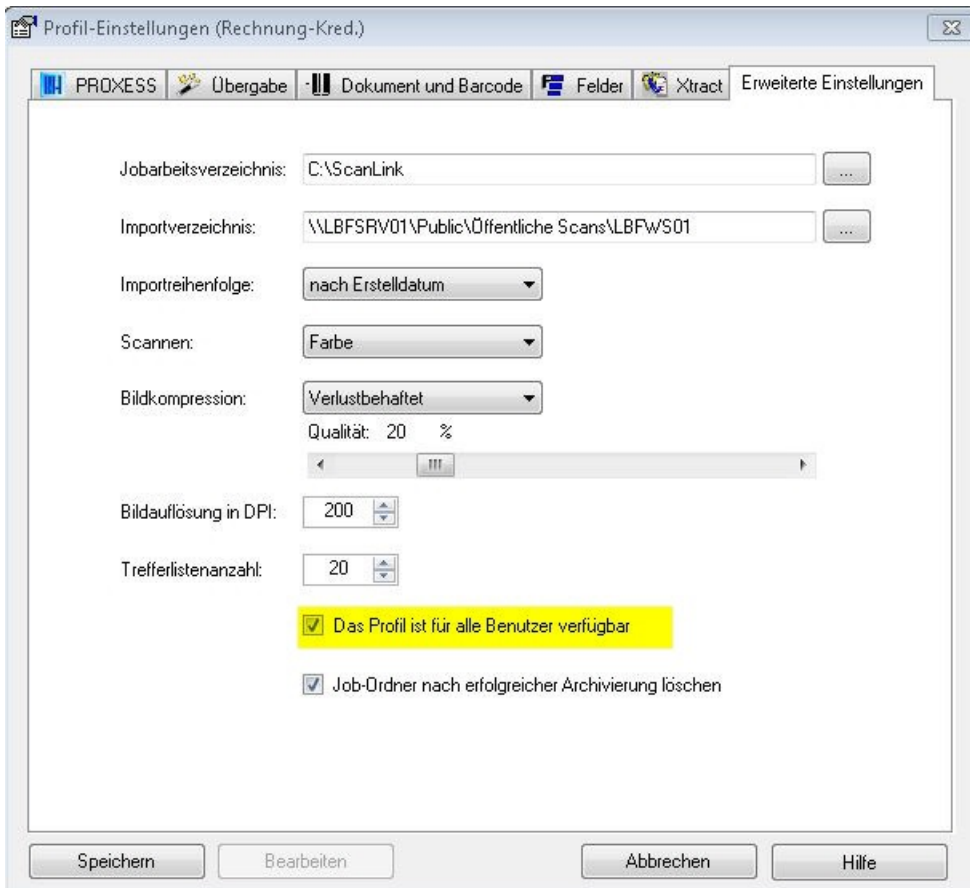 Profil-Einstellungen (Rechnung-Kred.)
PROXESS Übergabe Dokument und Barcode Felder Xtract Erweiterte Einstellungen
Jobarbeitsverzeichnis: C:\ScanLink ...
Importverzeichnis: \\LBFSRV01\Public\Öffentliche Scans\LBFWS01 ...
Importreihenfolge: nach Erstelldatum
Scannen: Farbe
Bildkompression: Verlustbehaftet
Qualität: 20 %
Bildauflösung in DPI: 200
Trefferlistenanzahl: 20
Das Profil ist für alle Benutzer verfügbar
Job-Ordner nach erfolgreicher Archivierung löschen
Speichern Bearbeiten Abbrechen Hilfe